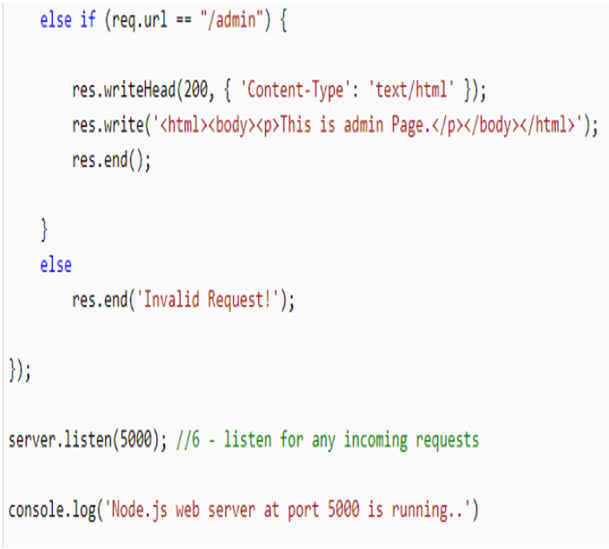 else if (req.url == "/admin") {
res.writeHead(200, { 'Content-Type': 'text/html' });
res.write('<html><body><p>This is admin Page.</p></body></html>');
res.end();
}
else
res.end('Invalid Request!');
});
server.listen(5000); //6 - listen for any incoming requests
console.log('Node.js web server at port 5000 is running..')